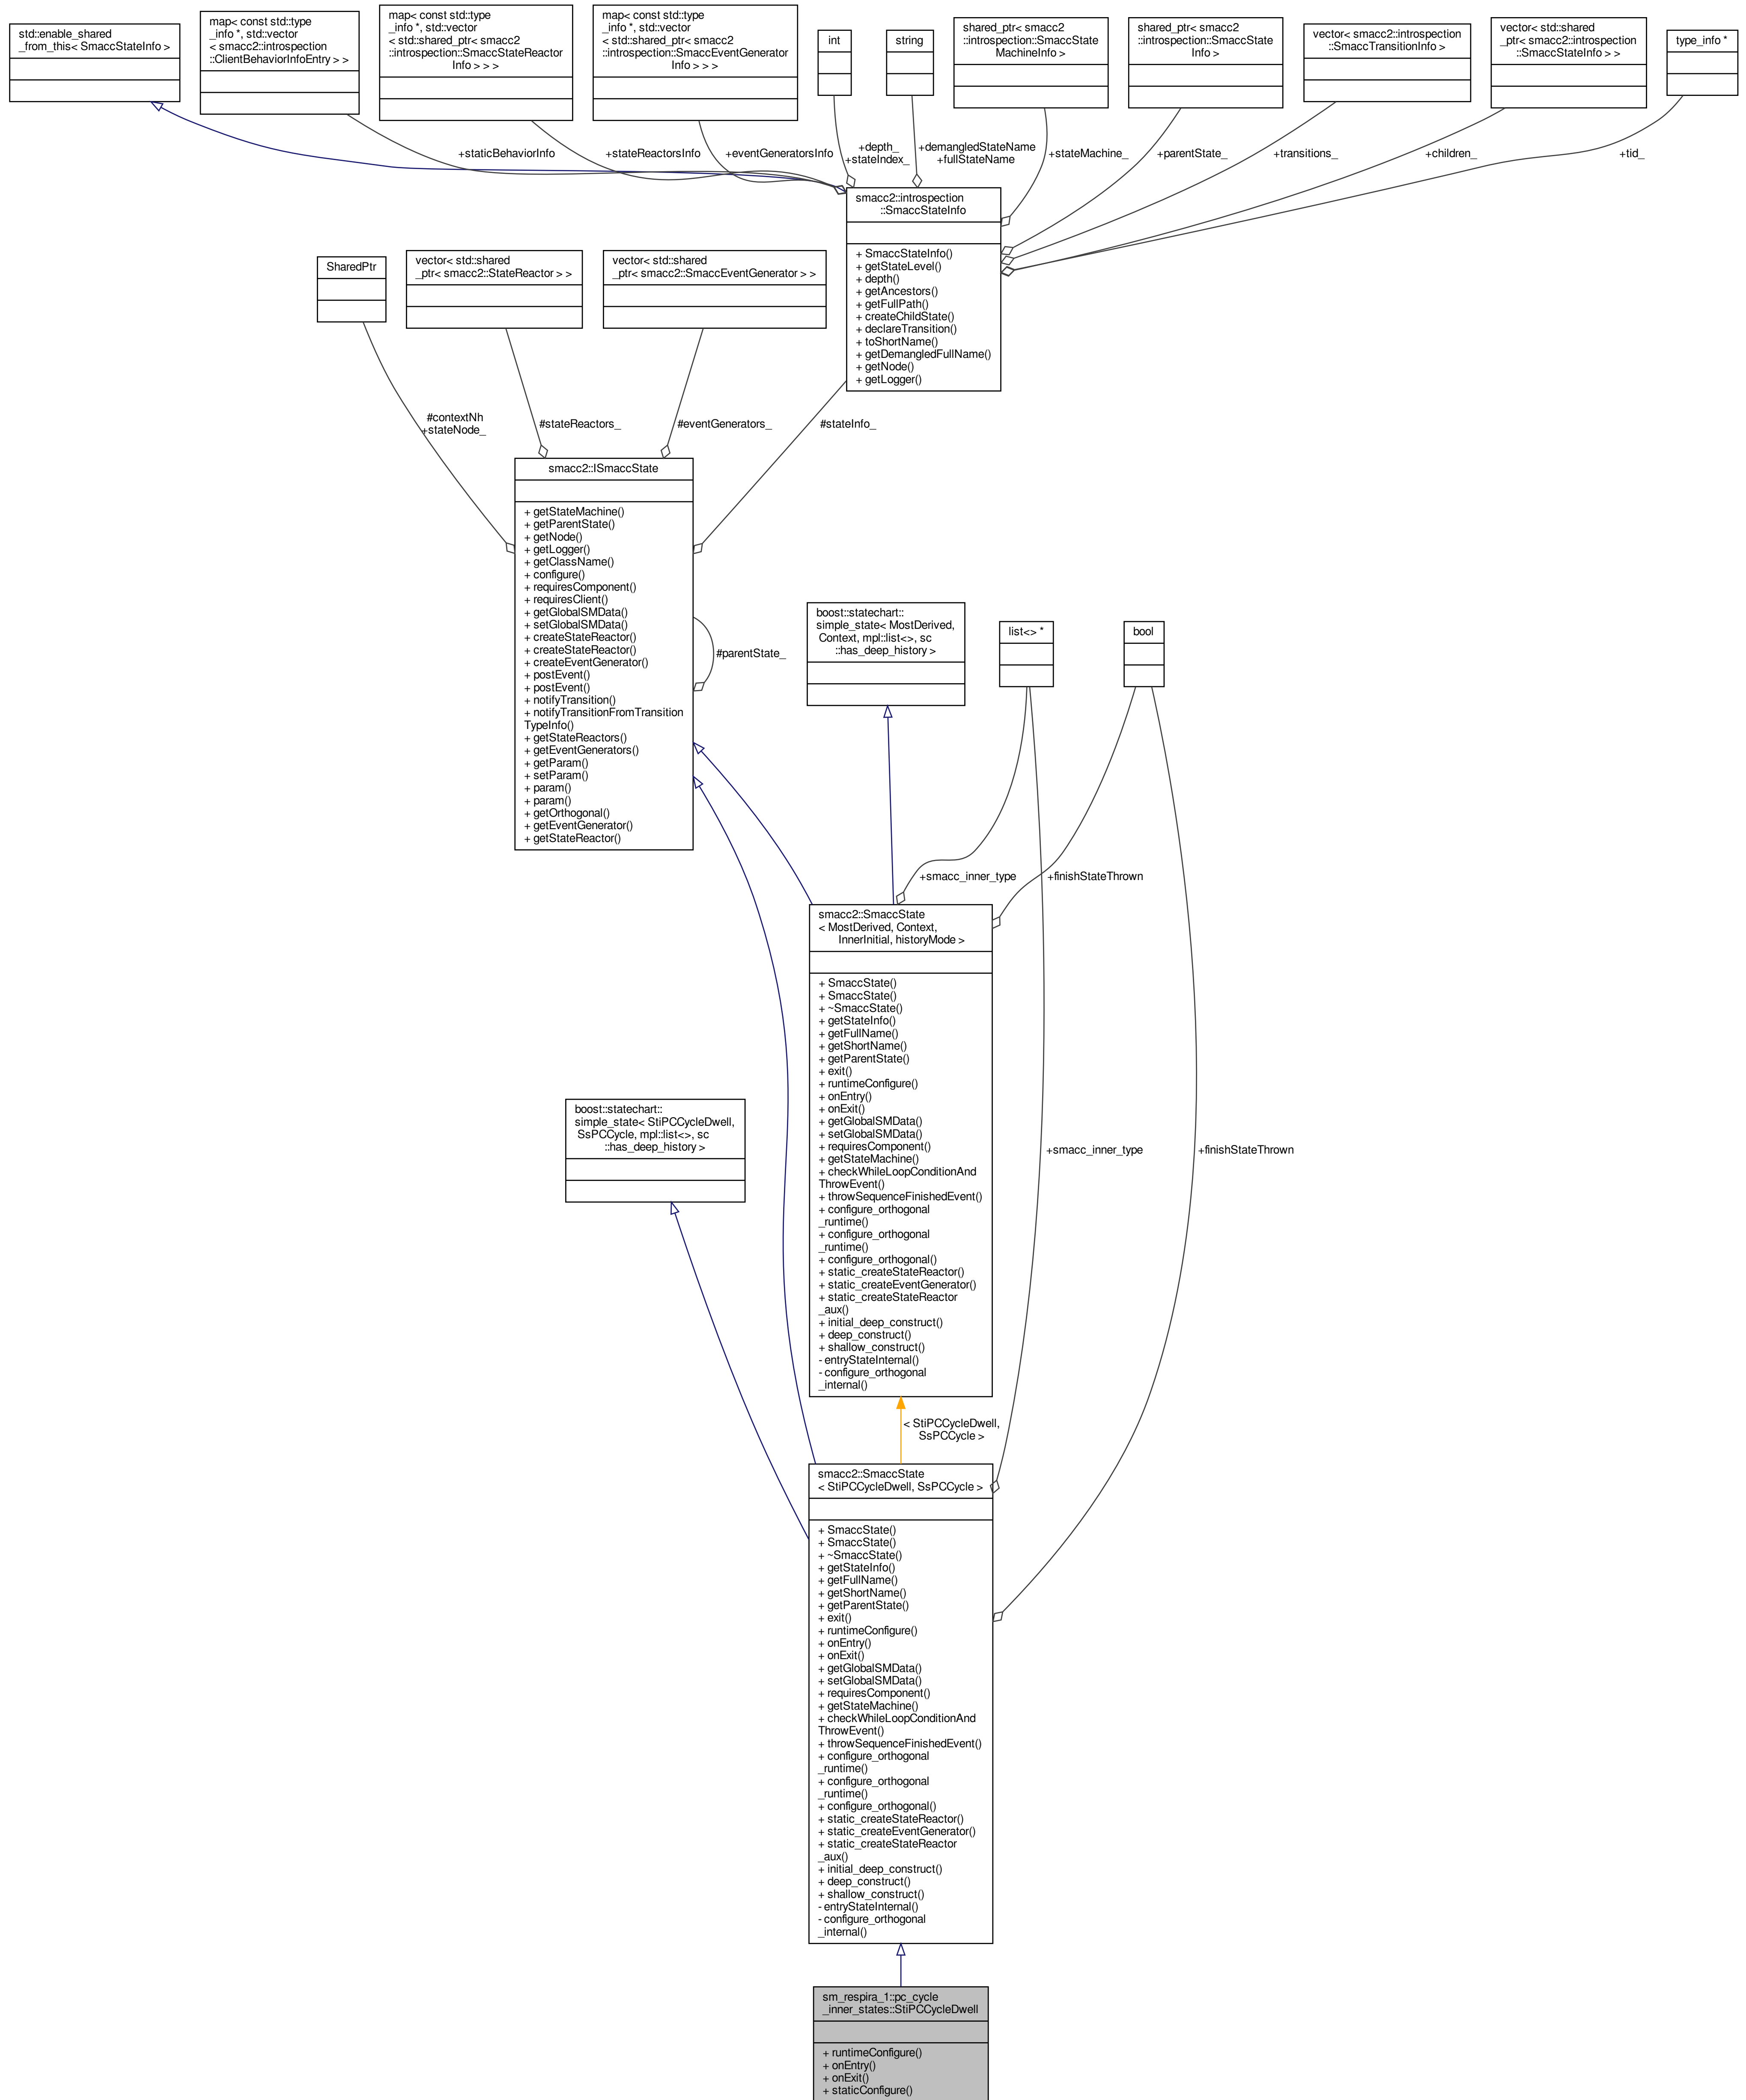 std::enable_shared
_from_this< SmaccStateInfo >
map< const std::type
_info *, std::vector
< smacc2::introspection
::ClientBehaviorInfoEntry > >
map< const std::type
_info *, std::vector
< std::shared_ptr< smacc2
::introspection::SmaccStateReactor
Info > > >
map< const std::type
_info *, std::vector
< std::shared_ptr< smacc2
::introspection::SmaccEventGenerator
Info > > >
int
string
shared_ptr< smacc2
::introspection::SmaccState
MachineInfo >
shared_ptr< smacc2
::introspection::SmaccState
Info >
vector< smacc2::introspection
::SmaccTransitionInfo >
vector< std::shared
_ptr< smacc2::introspection
::SmaccStateInfo > >
type_info *
+staticBehaviorInfo
+stateReactorsInfo
+eventGeneratorsInfo
+depth_
+stateIndex_
+demangledStateName
+fullStateName
+stateMachine_
+parentState_
+transitions_
+children_
+tid_
smacc2::introspection
::SmaccStateInfo
+ SmaccStateInfo()
+ getStateLevel()
+ depth()
+ getAncestors()
+ getFullPath()
+ createChildState()
+ declareTransition()
+ toShortName()
+ getDemangledFullName()
+ getNode()
+ getLogger()
SharedPtr
vector< std::shared
_ptr< smacc2::StateReactor > >
vector< std::shared
_ptr< smacc2::SmaccEventGenerator > >
#contextNh
+stateNode_
#stateReactors_
#eventGenerators_
#stateInfo_
smacc2::ISmaccState
+ getStateMachine()
+ getParentState()
+ getNode()
+ getLogger()
+ getClassName()
+ configure()
+ requiresComponent()
+ requiresClient()
+ getGlobalSMData()
+ setGlobalSMData()
+ createStateReactor()
+ createStateReactor()
+ createEventGenerator()
+ postEvent()
+ postEvent()
+ notifyTransition()
+ notifyTransitionFromTransition
TypeInfo()
+ getStateReactors()
+ getEventGenerators()
+ getParam()
+ setParam()
+ param()
+ param()
+ getOrthogonal()
+ getEventGenerator()
+ getStateReactor()
#parentState_
boost::statechart::
simple_state< MostDerived,
Context, mpl::list<>, sc
::has_deep_history >
list<> *
bool
+smacc_inner_type
+finishStateThrown
smacc2::SmaccState
< MostDerived, Context,
InnerInitial, historyMode >
+ SmaccState()
+ SmaccState()
+ ~SmaccState()
+ getStateInfo()
+ getFullName()
+ getShortName()
+ getParentState()
+ exit()
+ runtimeConfigure()
+ onEntry()
+ onExit()
+ getGlobalSMData()
+ setGlobalSMData()
+ requiresComponent()
+ getStateMachine()
+ checkWhileLoopConditionAnd
ThrowEvent()
+ throwSequenceFinishedEvent()
+ configure_orthogonal
_runtime()
+ configure_orthogonal
_runtime()
+ configure_orthogonal()
+ static_createStateReactor()
+ static_createEventGenerator()
+ static_createStateReactor
_aux()
+ initial_deep_construct()
+ deep_construct()
+ shallow_construct()
- entryStateInternal()
- configure_orthogonal
_internal()
boost::statechart::
simple_state< StiPCCycleDwell,
SsPCCycle, mpl::list<>, sc
::has_deep_history >
+smacc_inner_type
+finishStateThrown
< StiPCCycleDwell,
SsPCCycle >
smacc2::SmaccState
< StiPCCycleDwell, SsPCCycle >
+ SmaccState()
+ SmaccState()
+ ~SmaccState()
+ getStateInfo()
+ getFullName()
+ getShortName()
+ getParentState()
+ exit()
+ runtimeConfigure()
+ onEntry()
+ onExit()
+ getGlobalSMData()
+ setGlobalSMData()
+ requiresComponent()
+ getStateMachine()
+ checkWhileLoopConditionAnd
ThrowEvent()
+ throwSequenceFinishedEvent()
+ configure_orthogonal
_runtime()
+ configure_orthogonal
_runtime()
+ configure_orthogonal()
+ static_createStateReactor()
+ static_createEventGenerator()
+ static_createStateReactor
_aux()
+ initial_deep_construct()
+ deep_construct()
+ shallow_construct()
- entryStateInternal()
- configure_orthogonal
_internal()
sm_respira_1::pc_cycle
_inner_states::StiPCCycleDwell
+ runtimeConfigure()
+ onEntry()
+ onExit()
+ staticConfigure()